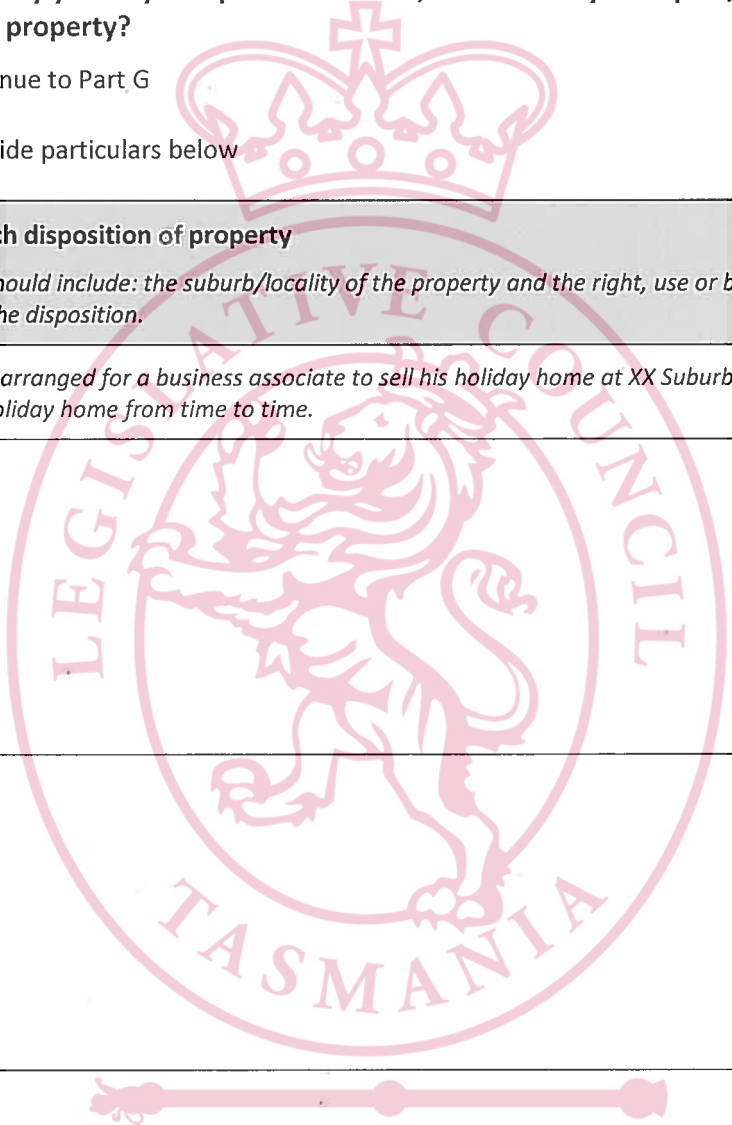 property?
nue to Part G
ide particulars below
ch disposition of property
hould include: the suburb/locality of the property and the right, use or b
he disposition.
arranged for a business associate to sell his holiday home at XX Suburb
oliday home from time to time.
LEGISLATIVE COUNCIL
TASMANIA